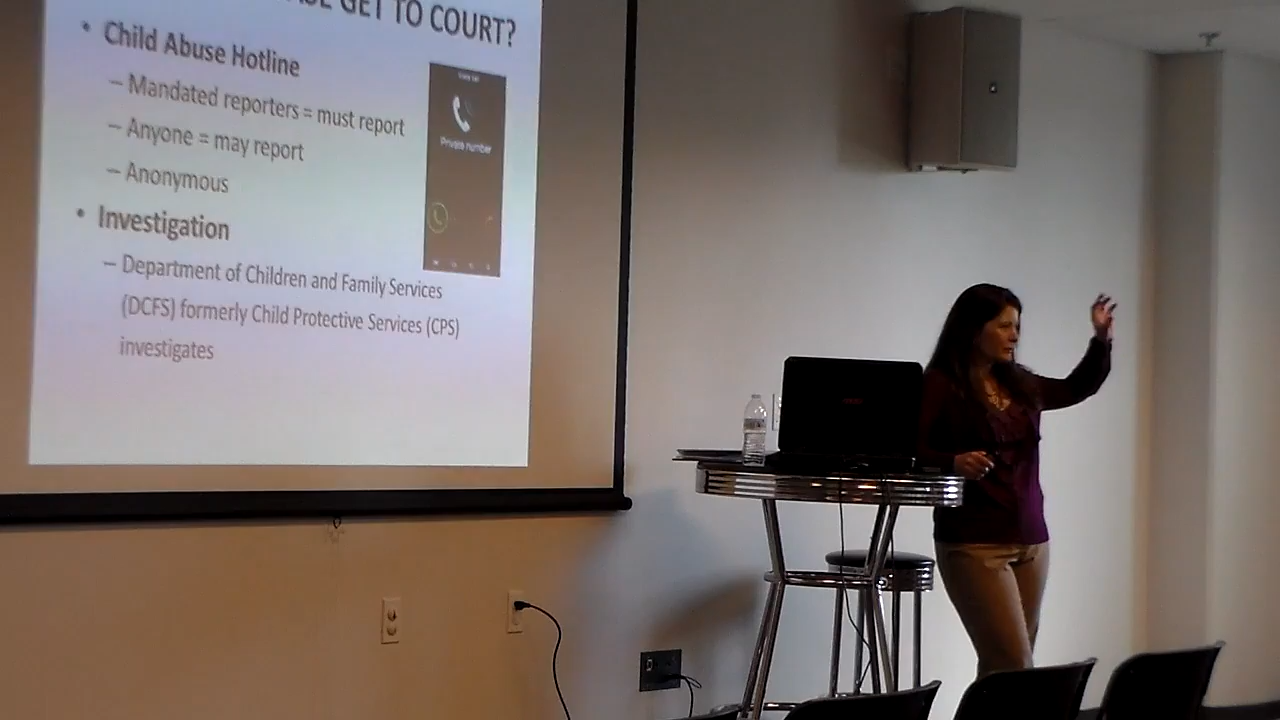 GET TO COURT?
• Child Abuse Hotline
– Mandated reporters = must report
– Anyone = may report
– Anonymous
Private number
• Investigation
– Department of Children and Family Services
(DCFS) formerly Child Protective Services (CPS)
investigates